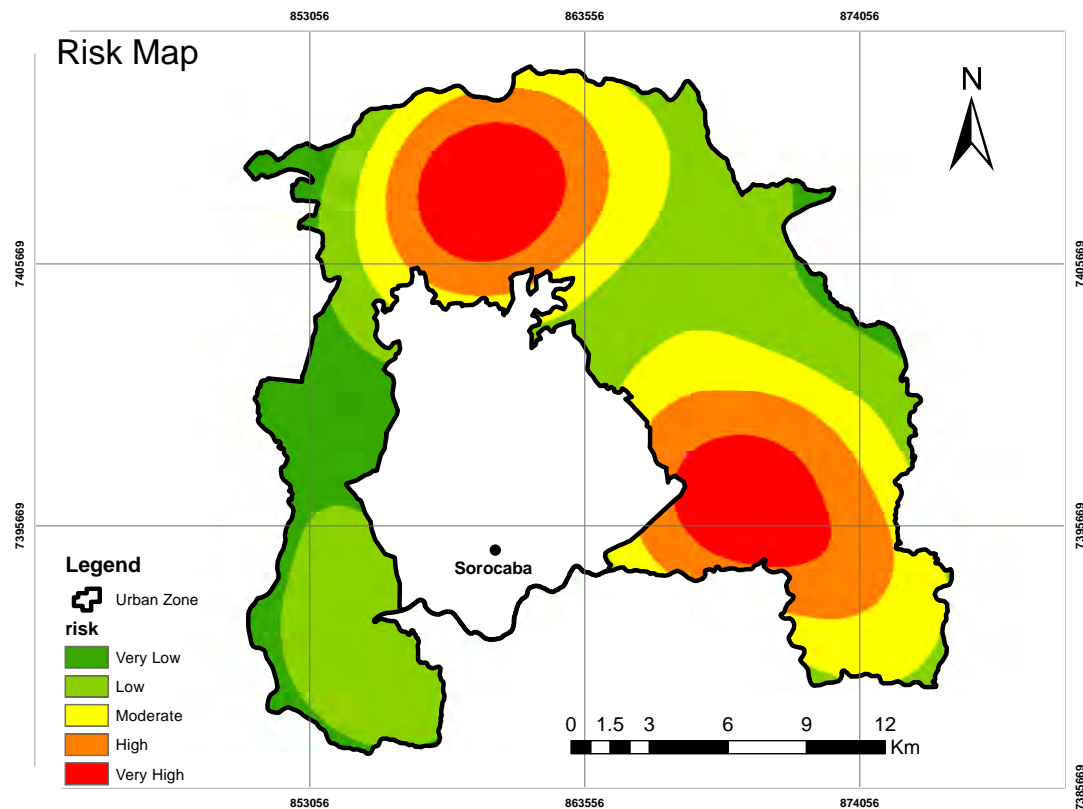 853056
863556
874056
Risk Map
N
7405669
7405669
7395669
7395669
Sorocaba
Legend
Urban Zone
risk
Very Low
Low
Moderate
High
Very High
0 1.5 3 6 9 12
Km
7385669
853056
863556
874056